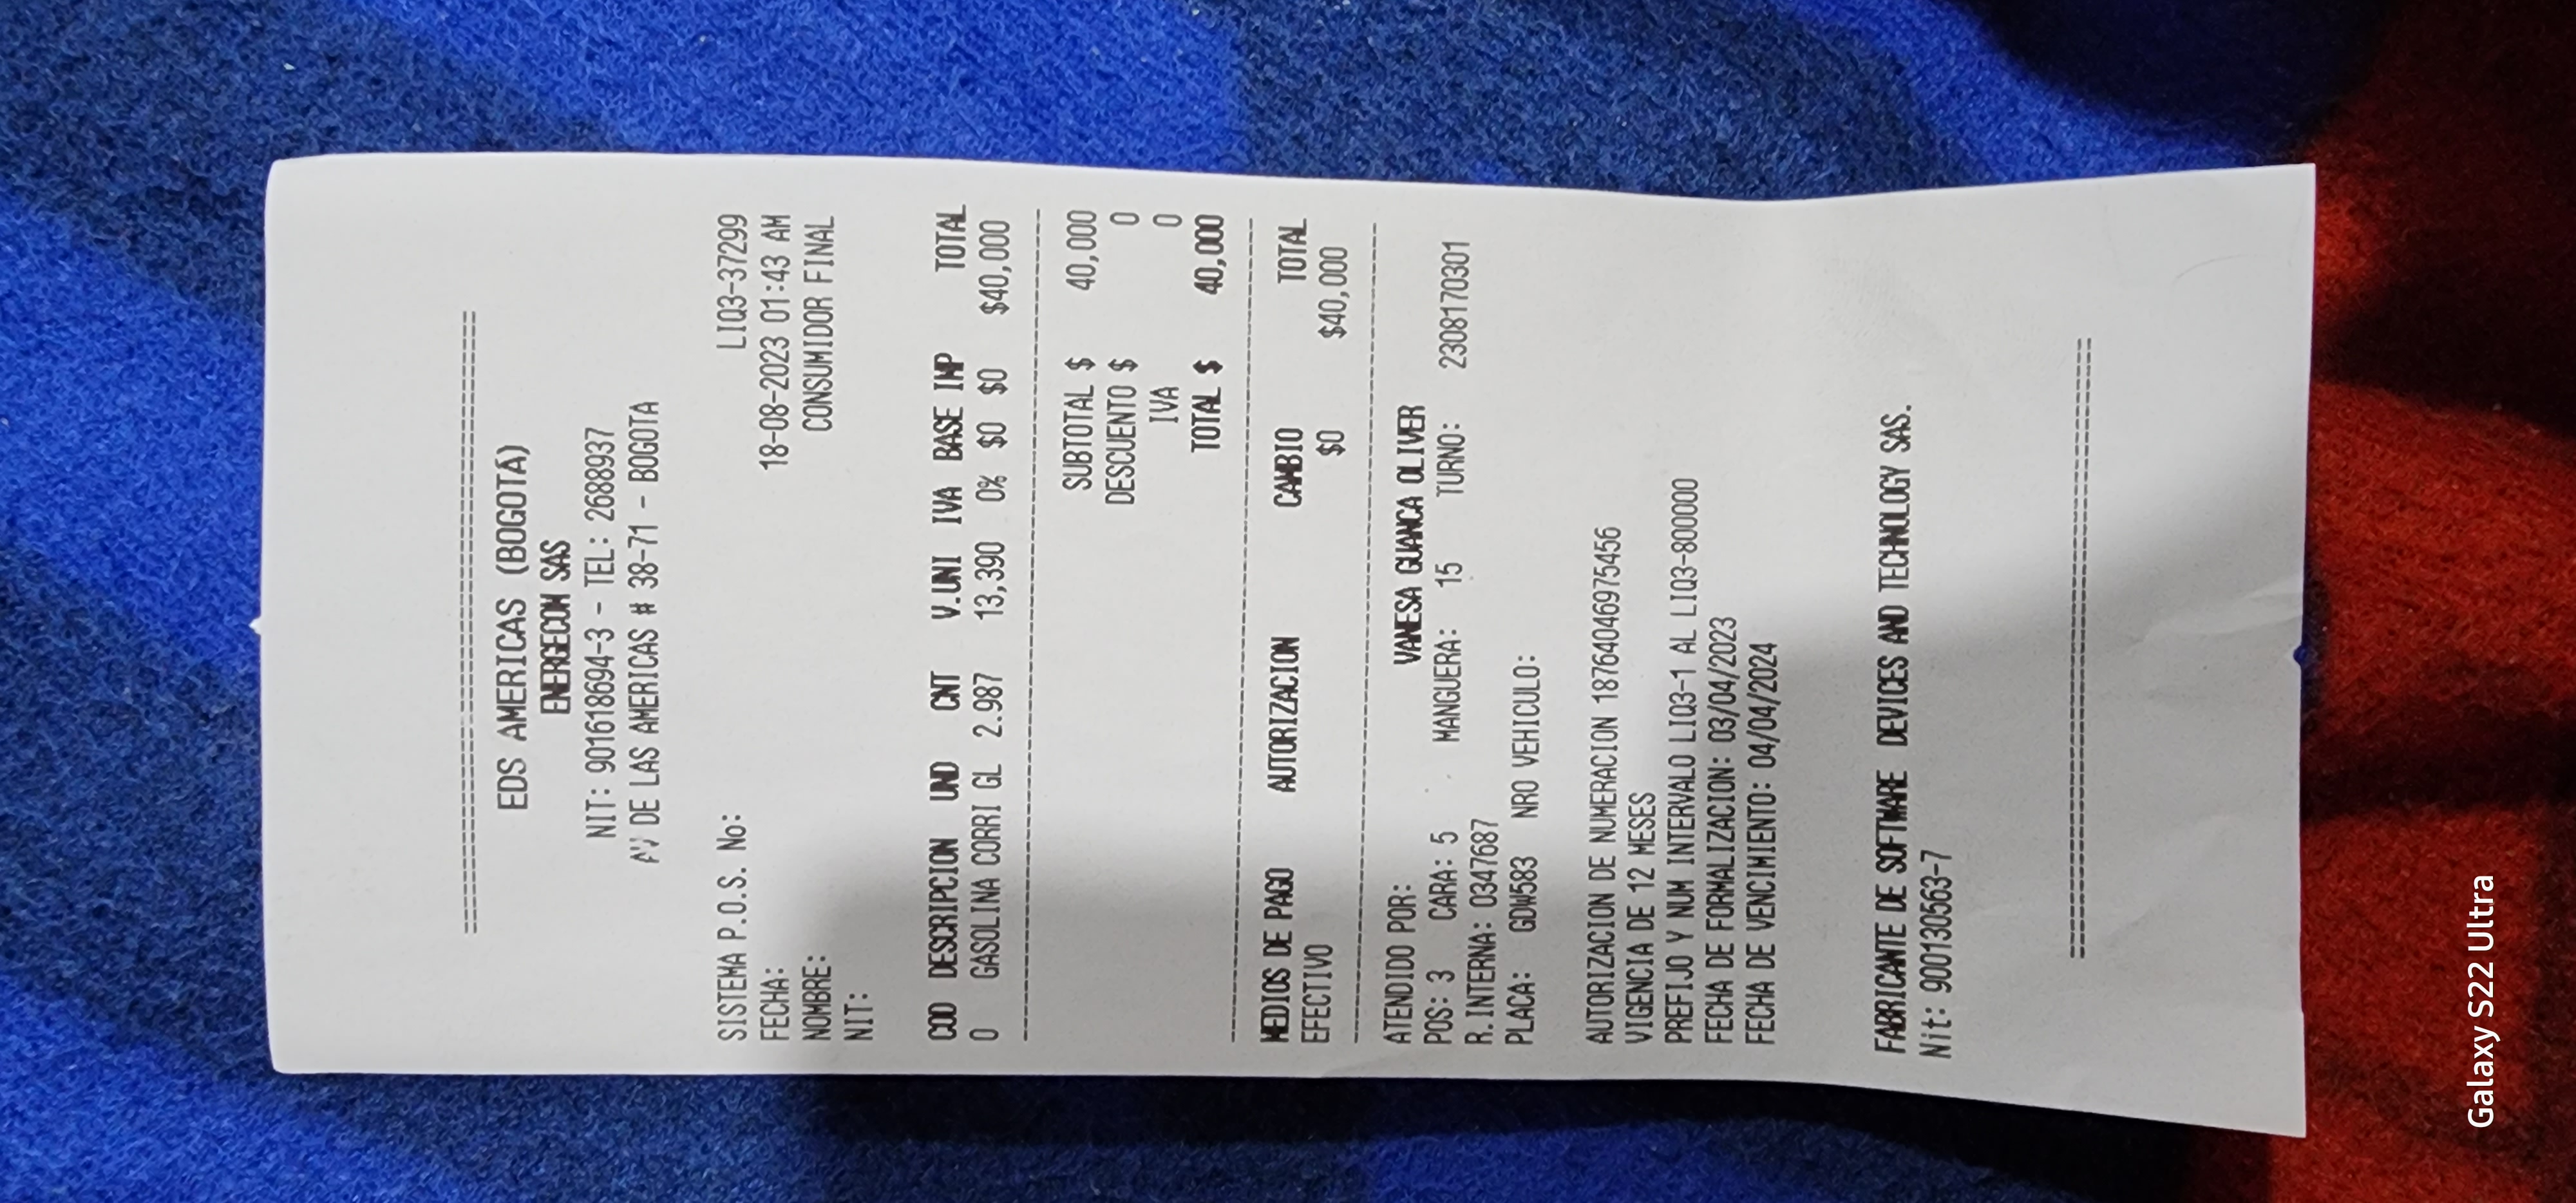 ========================================
EDS AMERICAS (BOGOTÁ)
ENERGECOM SAS
NIT: 901618694-3 - TEL: 2688937
AV DE LAS AMERICAS # 38-71 - BOGOTA
SISTEMA P.O.S. No: LIQ3-37299
FECHA: 18-08-2023 01:43 AM
NOMBRE: CONSUMIDOR FINAL
NIT:
COD DESCRIPCION UND CNT V.UNI IVA BASE IMP TOTAL
0 GASOLINA CORRI GL 2.987 13,390 0% $0 $0 $40,000
SUBTOTAL $ 40,000
DESCUENTO $ 0
IVA 0
TOTAL $ 40,000
MEDIOS DE PAGO AUTORIZACION CAMBIO TOTAL
EFECTIVO $0 $40,000
ATENDIDO POR: VANESA GUANCA OLIVER
POS: 3 CARA: 5 MANGUERA: 15 TURNO: 2308170301
R.INTERNA: 0347687
PLACA: GDW583 NRO VEHICULO:
AUTORIZACION DE NUMERACION 18764046975456
VIGENCIA DE 12 MESES
PREFIJO Y NUM INTERVALO LIQ3-1 AL LIQ3-800000
FECHA DE FORMALIZACION: 03/04/2023
FECHA DE VENCIMIENTO: 04/04/2024
FABRICANTE DE SOFTWARE DEVICES AND TECHNOLOGY SAS.
Nit: 900130563-7
========================================
Galaxy S22 Ultra